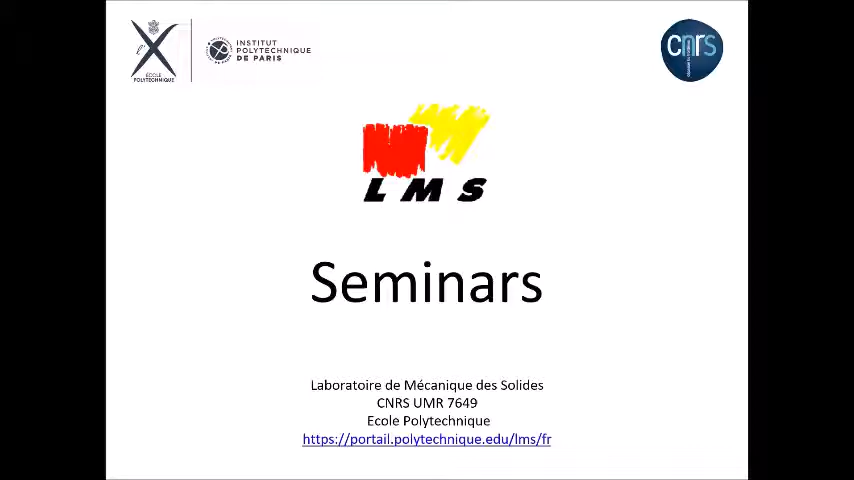 ÉCOLE
POLYTECHNIQUE
INSTITUT
POLYTECHNIQUE
DE PARIS
cnrs
LMS
Seminars
Laboratoire de Mécanique des Solides
CNRS UMR 7649
Ecole Polytechnique
https://portail.polytechnique.edu/lms/fr